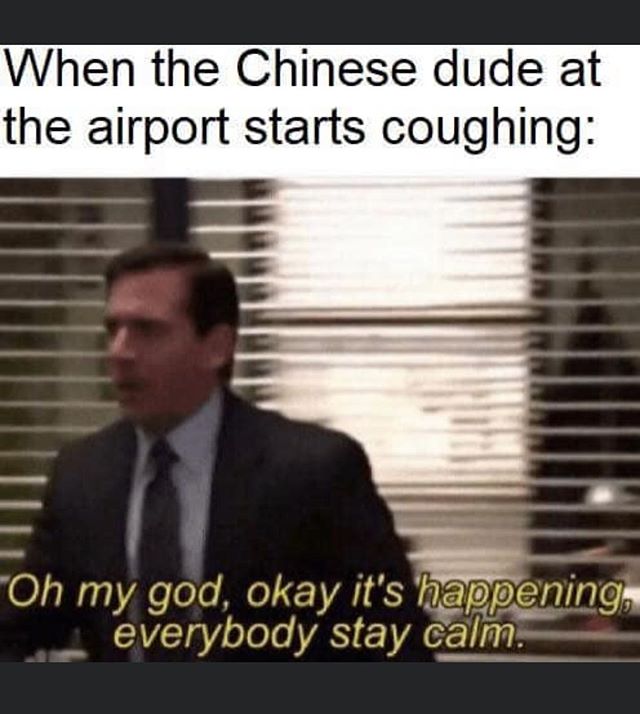 When the Chinese dude at
the airport starts coughing:
Oh my god, okay it's happening,
everybody stay calm.